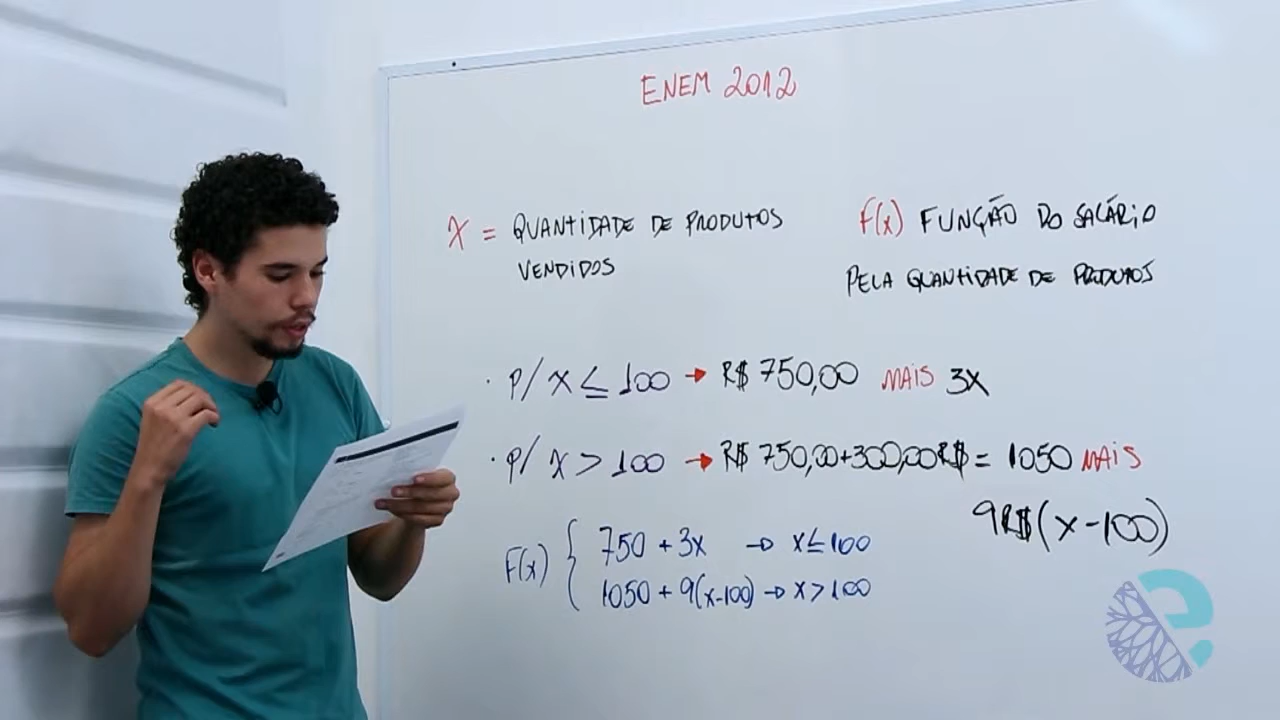 ENEM 2012
X = QUANTIDADE DE PRODUTOS
VENDIDOS
F(x) FUNÇÃO DO SALÁRIO
PELA QUANTIDADE DE PRODUTOS
· P/ X ≤ 100 → R$ 750,00 MAIS 3X
· P/ X > 100 → R$ 750,00+300,00R$ = 1050 MAIS
9R$(x-100)
F(x) { 750 + 3x → x≤100
1050 + 9(x-100) → x>100